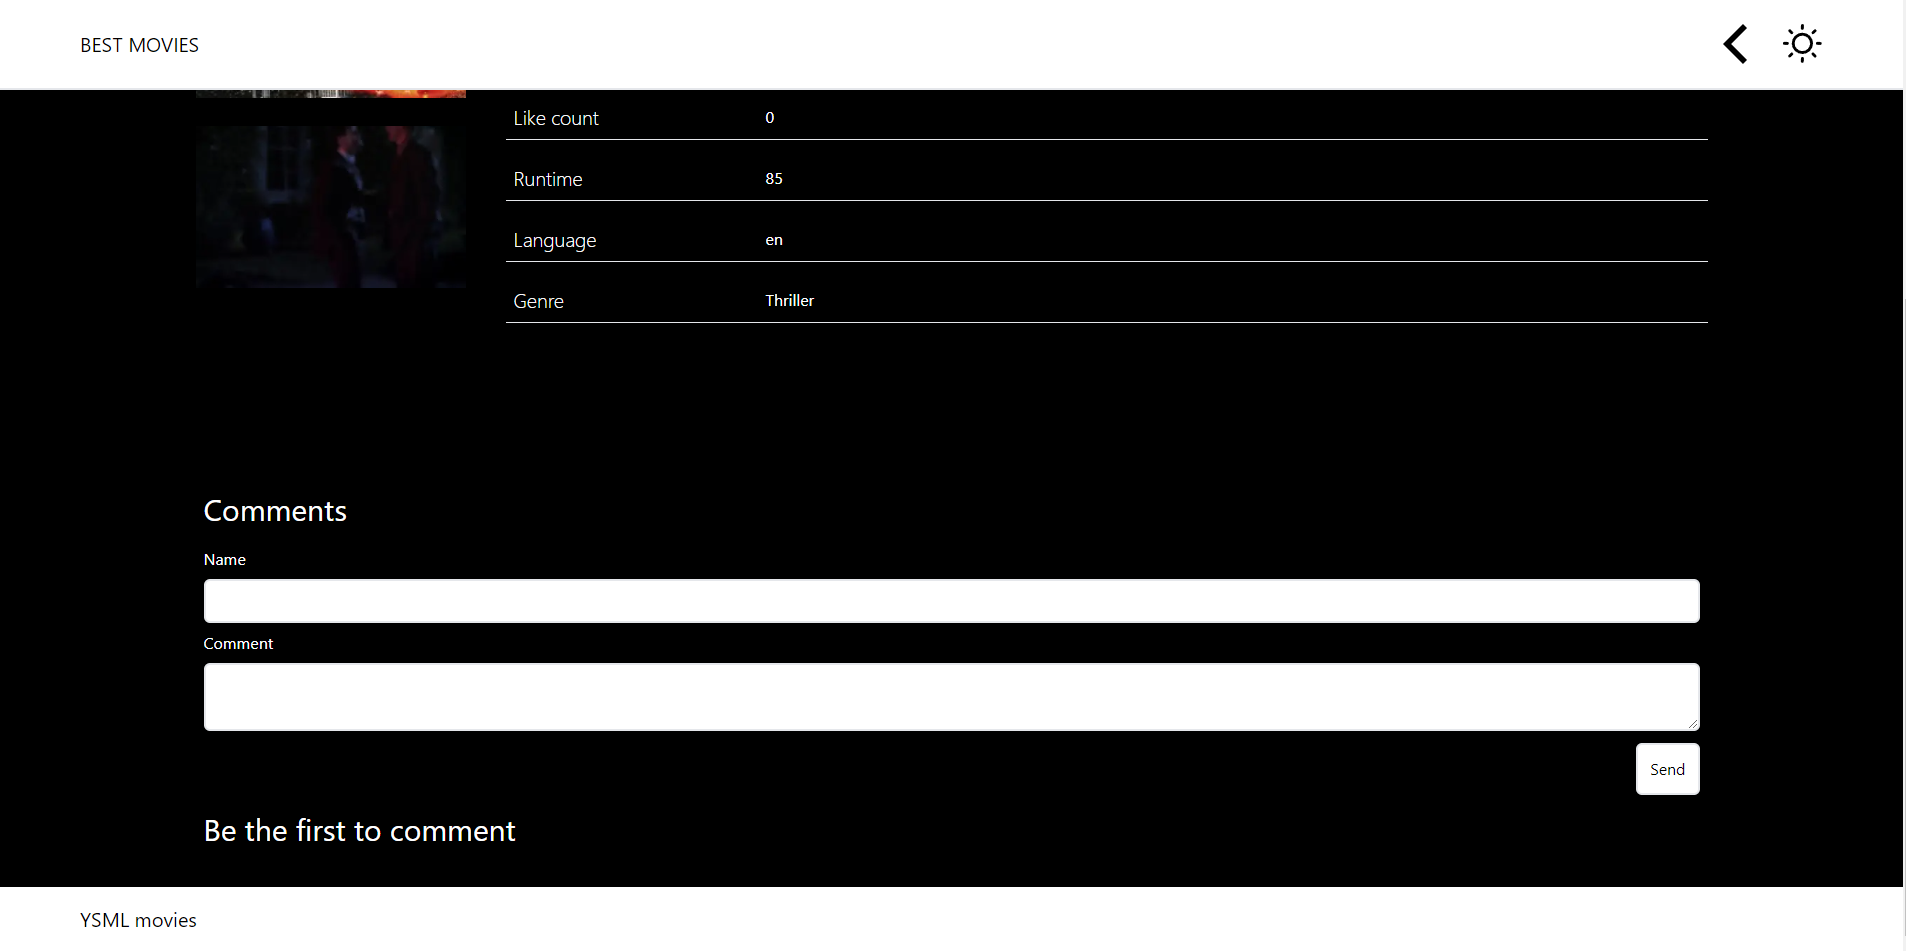 BEST MOVIES
Like count 0
Runtime 85
Language en
Genre Thriller
Comments
Name
Comment
Send
Be the first to comment
YSML movies